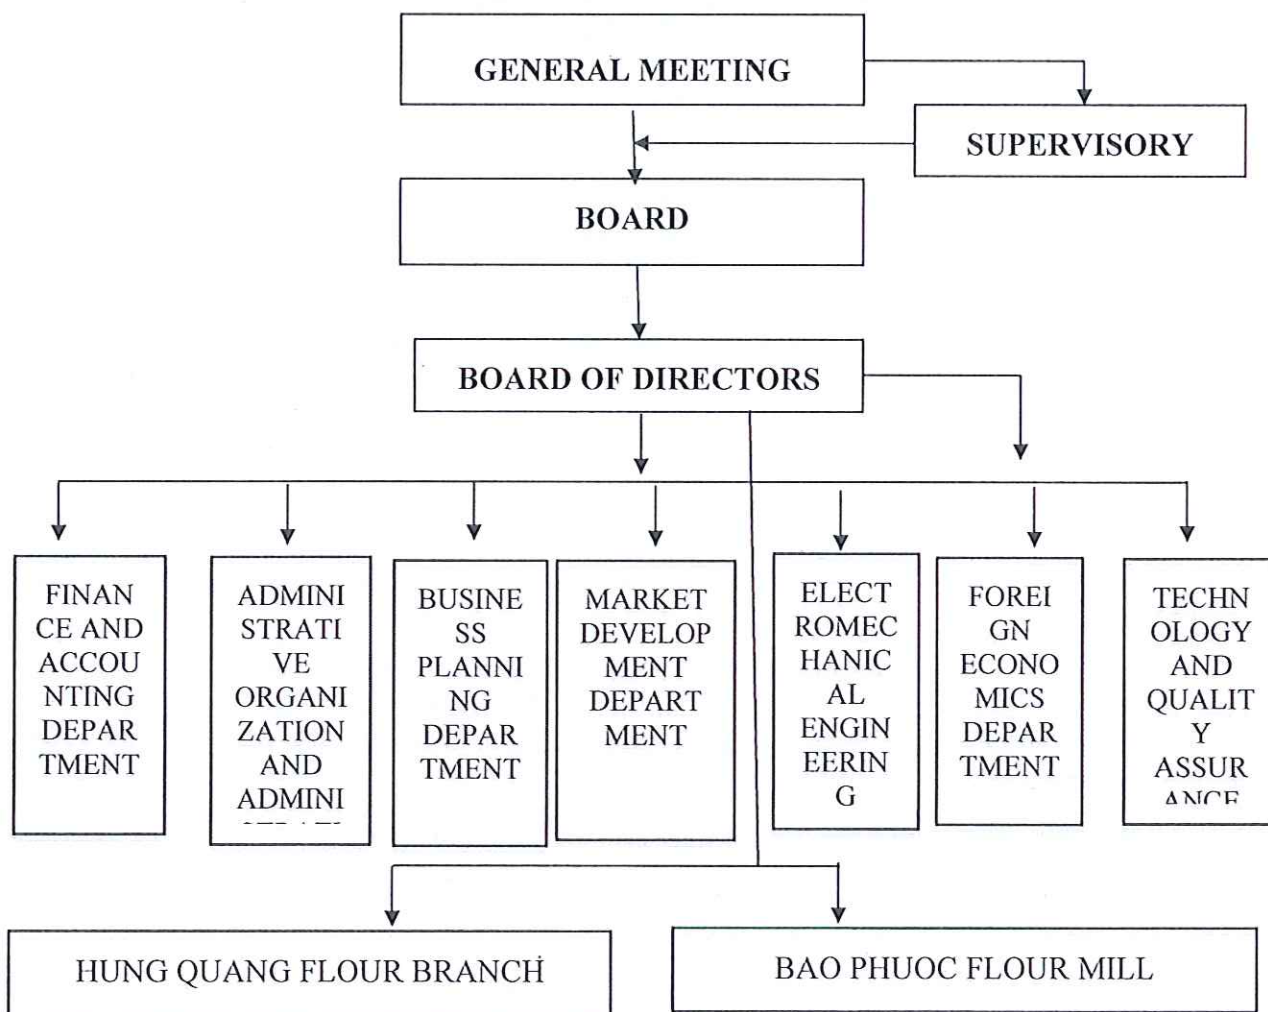 GENERAL MEETING
SUPERVISORY
BOARD
BOARD OF DIRECTORS
FINAN
CE AND
ACCOU
NTING
DEPAR
TMENT
ADMINI
STRATI
VE
ORGANI
ZATION
AND
ADMINI
BUSINE
SS
PLANNI
NG
DEPAR
TMENT
MARKET
DEVELOP
MENT
DEPART
MENT
ELECT
ROMEC
HANIC
AL
ENGIN
EERIN
G
FOREI
GN
ECONO
MICS
DEPAR
TMENT
TECHN
OLOGY
AND
QUALIT
Y
ASSUR
ANCE
HUNG QUANG FLOUR BRANCH
BAO PHUOC FLOUR MILL